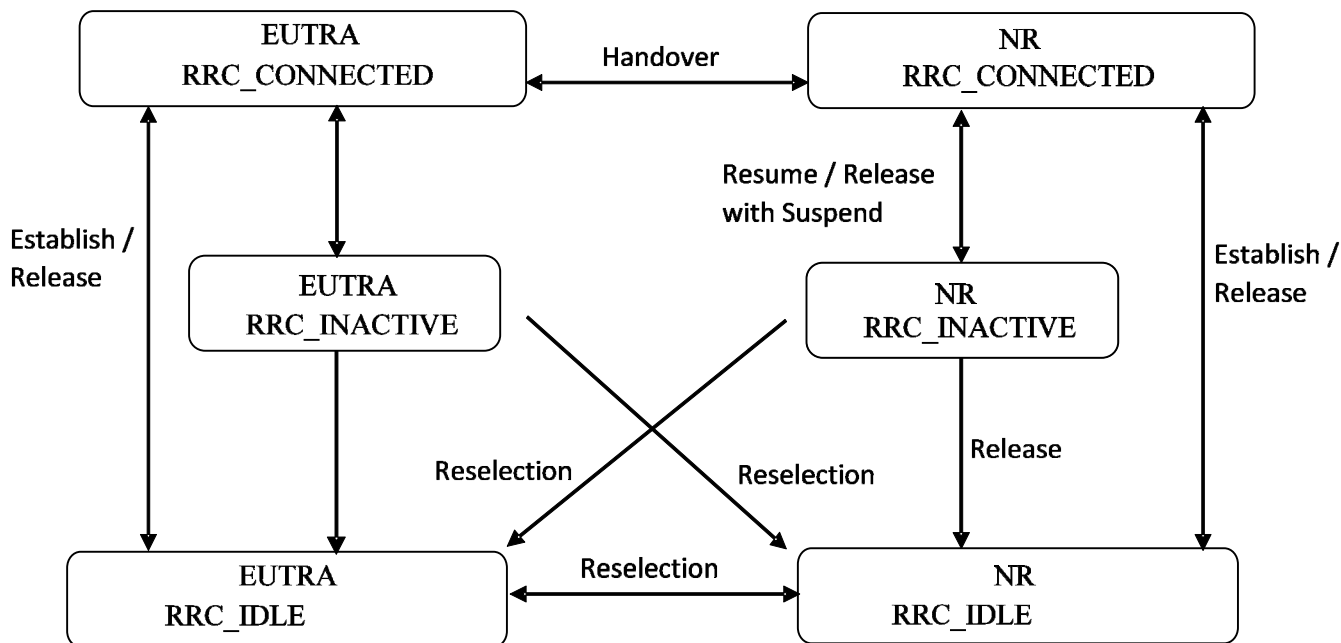 EUTRA
RRC_CONNECTED
Handover
NR
RRC_CONNECTED
Establish /
Release
Resume / Release
with Suspend
Establish /
Release
EUTRA
RRC_INACTIVE
NR
RRC_INACTIVE
Reselection
Reselection
Release
EUTRA
RRC_IDLE
Reselection
NR
RRC_IDLE